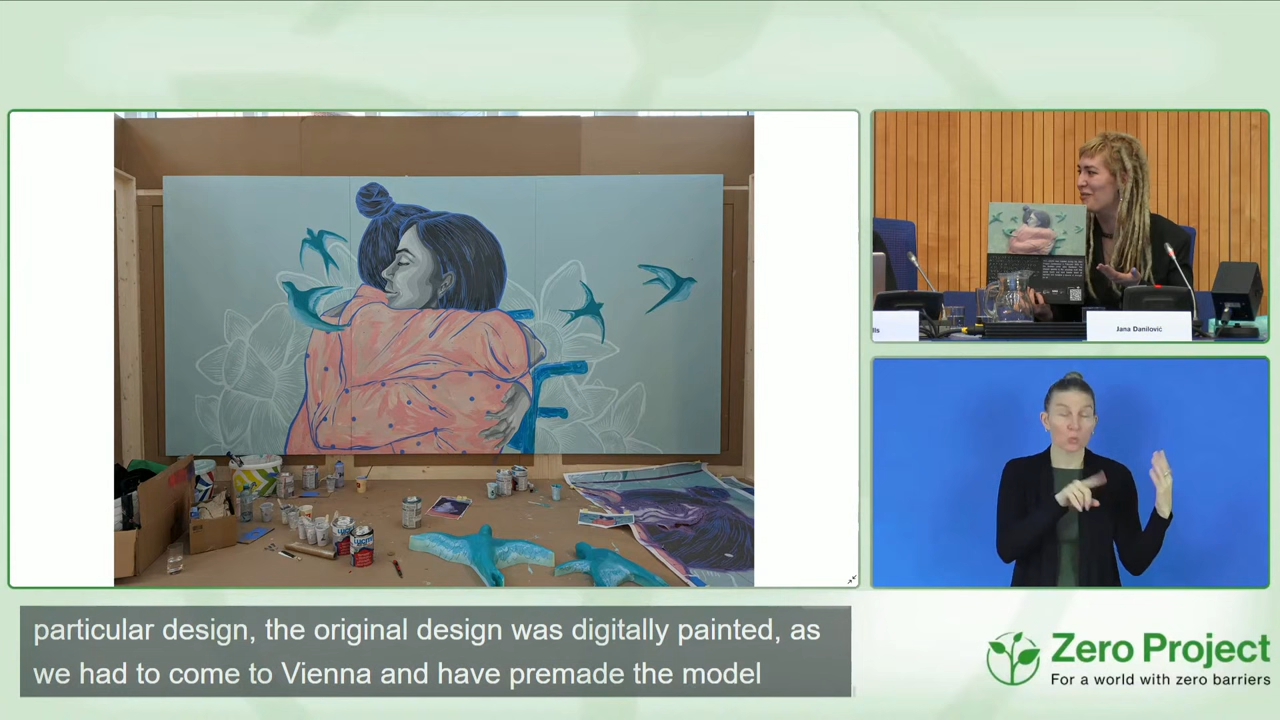 lls
Jana Danilović
particular design, the original design was digitally painted, as
we had to come to Vienna and have premade the model
Zero Project
For a world with zero barriers